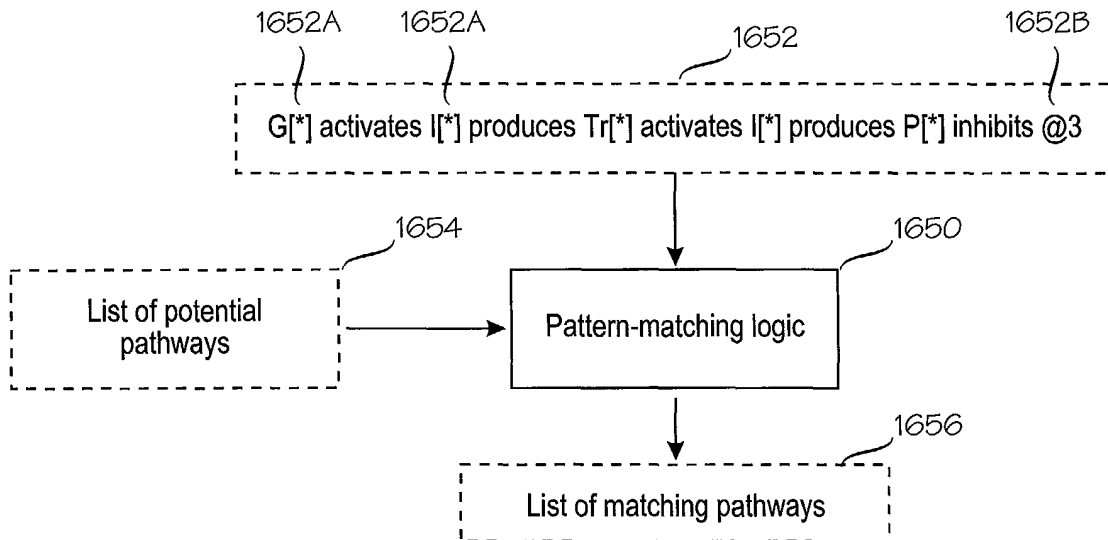 1652A 1652A 1652 1652B
G[*] activates I[*] produces Tr[*] activates I[*] produces P[*] inhibits @3
1654 1650
List of potential
pathways
Pattern-matching logic
1656
List of matching pathways